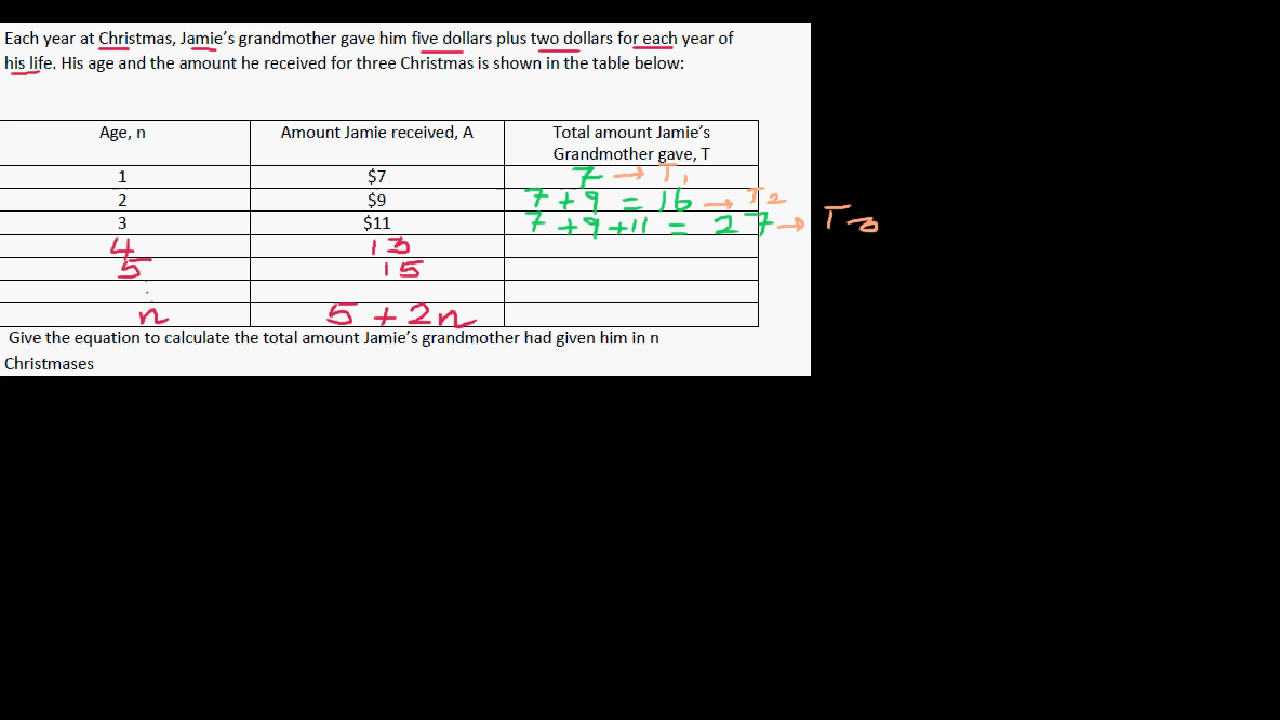 Each year at Christmas, Jamie's grandmother gave him five dollars plus two dollars for each year of
his life. His age and the amount he received for three Christmas is shown in the table below:
Age, n Amount Jamie received, A Total amount Jamie's
Grandmother gave, T
1 $7 7 → T1
2 $9 7 + 9 = 16 → T2
3 $11 7 + 9 + 11 = 27 → T3
4 13
5 15
n 5 + 2n
Give the equation to calculate the total amount Jamie's grandmother had given him in n
Christmases